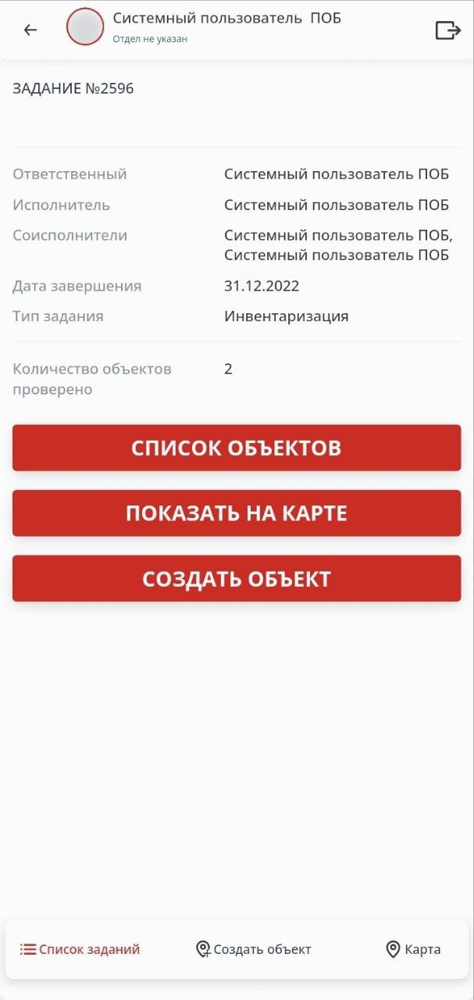 Системный пользователь ПОБ
Отдел не указан
ЗАДАНИЕ №2596
Ответственный Системный пользователь ПОБ
Исполнитель Системный пользователь ПОБ
Соисполнители Системный пользователь ПОБ,
Системный пользователь ПОБ
Дата завершения 31.12.2022
Тип задания Инвентаризация
Количество объектов 2
проверено
СПИСОК ОБЪЕКТОВ
ПОКАЗАТЬ НА КАРТЕ
СОЗДАТЬ ОБЪЕКТ
Список заданий Создать объект Карта